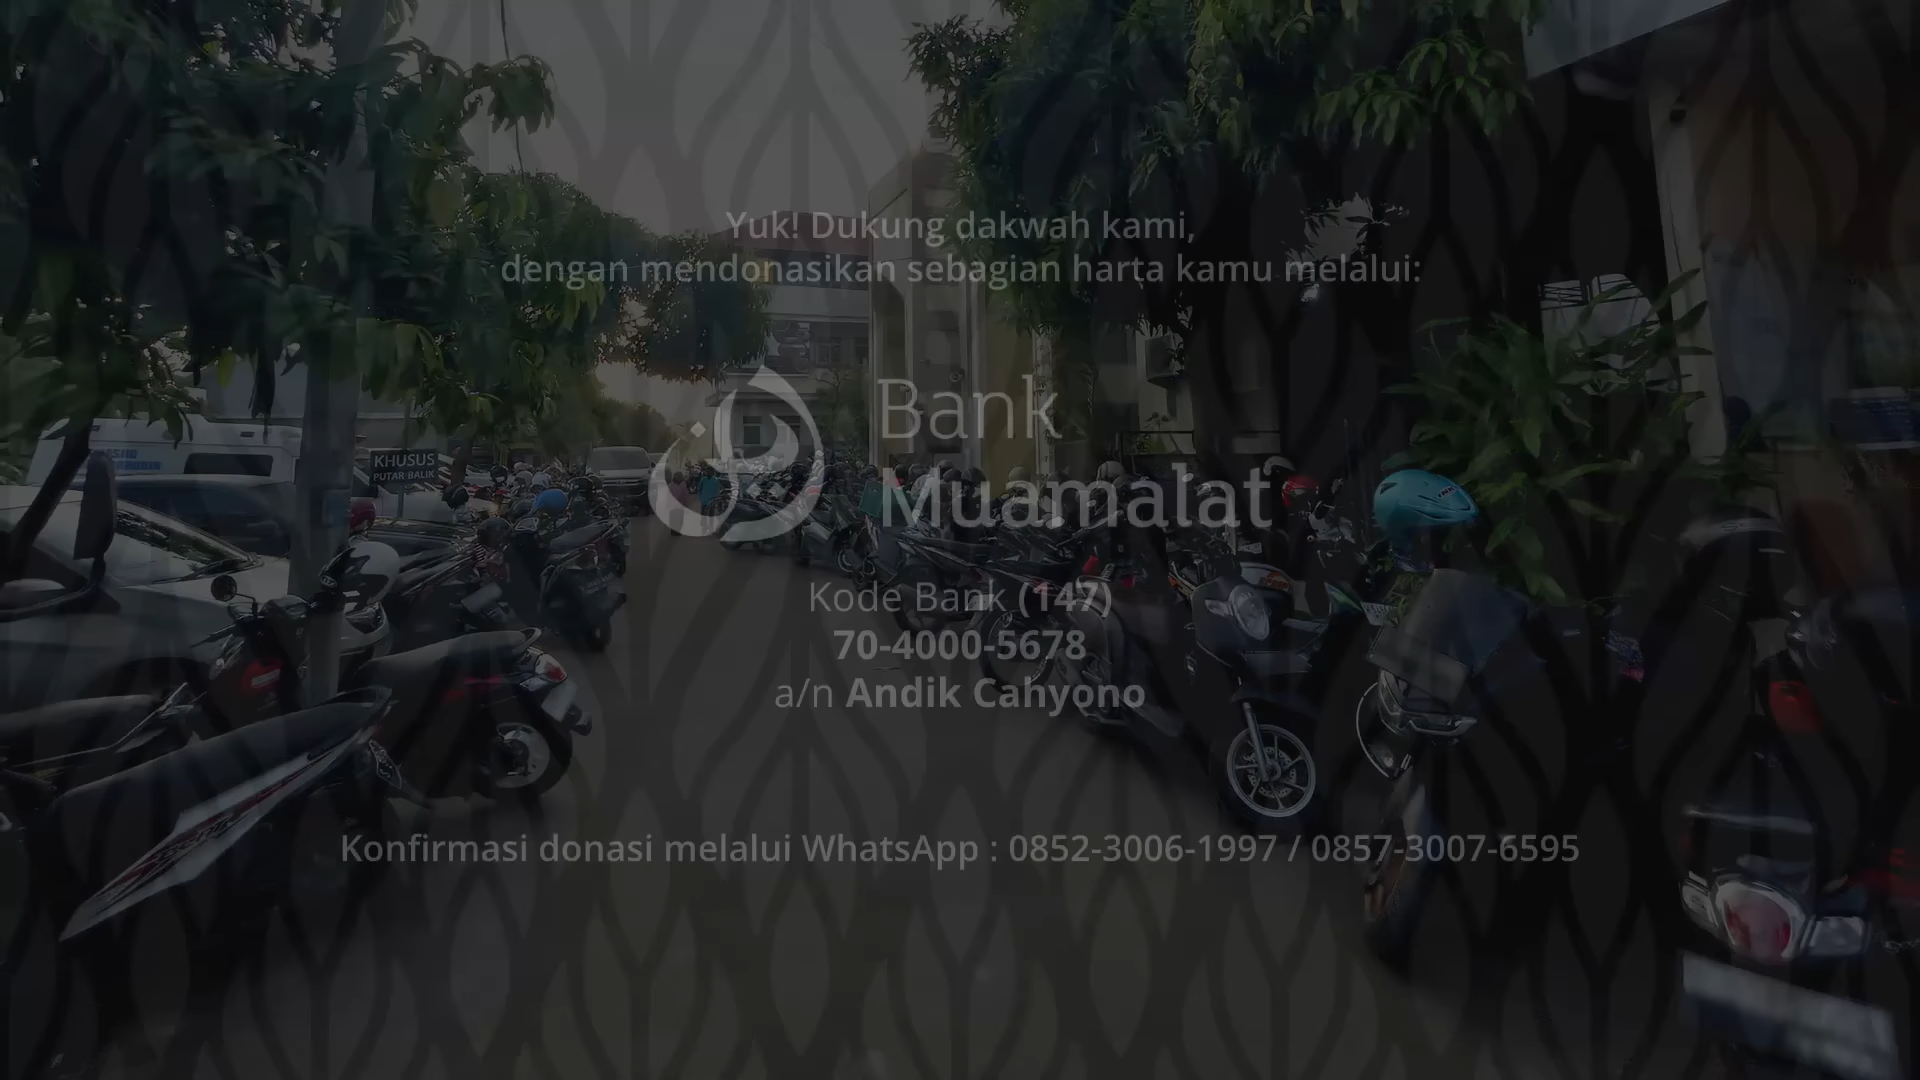 Yuk! Dukung dakwah kami,
dengan mendonasikan sebagian harta kamu melalui:
Bank
Muamalat
KHUSUS
PUTAR BALIK
Kode Bank (147)
70-4000-5678
a/n Andik Cahyono
Konfirmasi donasi melalui WhatsApp : 0852-3006-1997 / 0857-3007-6595